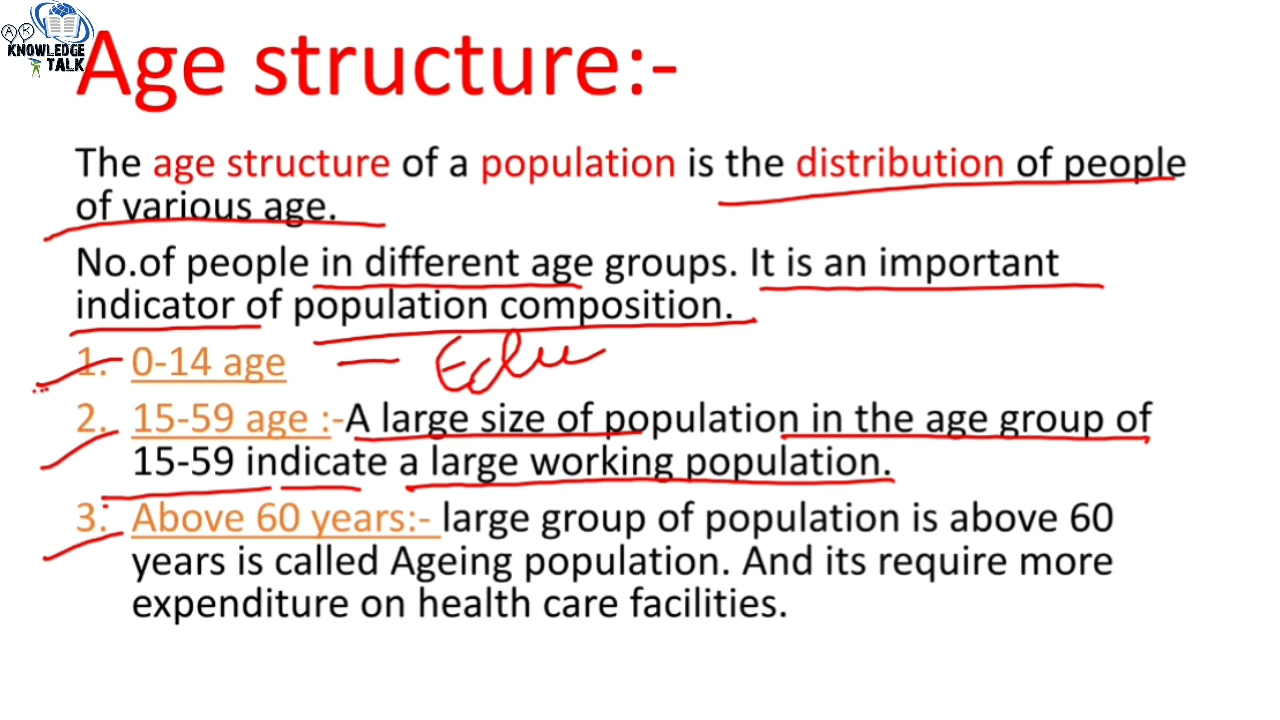 A K
KNOWLEDGE
TALK
Age structure:-
The age structure of a population is the distribution of people
of various age.
No.of people in different age groups. It is an important
indicator of population composition.
1. 0-14 age = Edu
2. 15-59 age :-A large size of population in the age group of
15-59 indicate a large working population.
3. Above 60 years:- large group of population is above 60
years is called Ageing population. And its require more
expenditure on health care facilities.